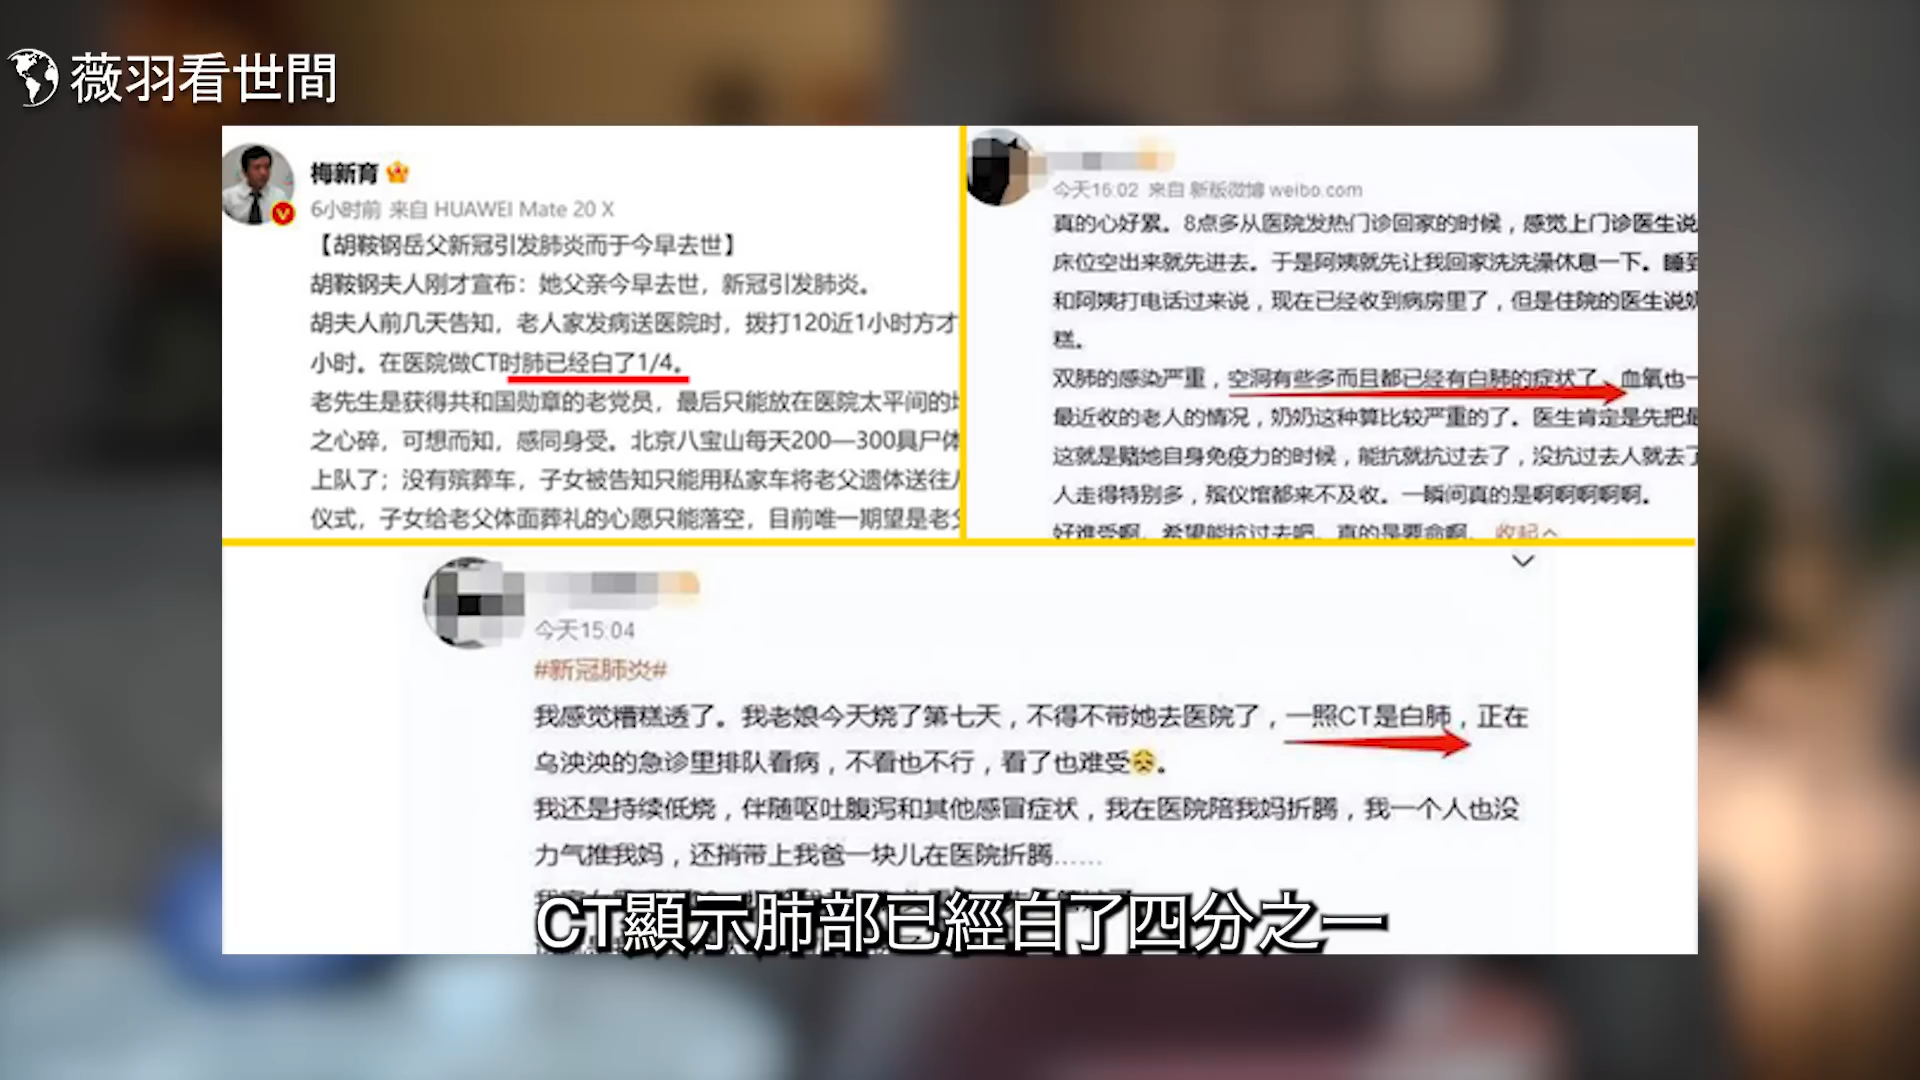 薇羽看世間
梅新育
6小时前 来自 HUAWEI Mate 20 X
【胡鞍钢岳父新冠引发肺炎而于今早去世】
胡鞍钢夫人刚才宣布：她父亲今早去世，新冠引发肺炎。
胡夫人前几天告知，老人家发病送医院时，拨打120近1小时方才
小时。在医院做CT时肺已经白了1/4。
老先生是获得共和国勋章的老党员，最后只能放在医院太平间的
之心碎，可想而知，感同身受。北京八宝山每天200—300具尸体
上队了；没有殡葬车，子女被告知只能用私家车将老父遗体送往
仪式，子女给老父体面葬礼的心愿只能落空，目前唯一期望是老
今天16:02 来自 新版微博 weibo.com
真的心好累。8点多从医院发热门诊回家的时候，感觉上门诊医生说
床位空出来就先进去。于是阿姨就先让我回家洗洗澡休息一下。睡到
和阿姨打电话过来说，现在已经收到病房里了，但是住院的医生说奶
糕。
双肺的感染严重，空洞有些多而且都已经有白肺的症状了，血氧也一
最近收的老人的情况，奶奶这种算比较严重的了。医生肯定是先把最
这就是赌她自身免疫力的时候，能抗就抗过去了，没抗过去人就去了
人走得特别多，殡仪馆都来不及收。一瞬间真的是啊啊啊啊啊。
好难受啊，希望能抗过去吧，真的是要命啊。 收起
今天15:04
#新冠肺炎#
我感觉糟糕透了。我老娘今天烧了第七天，不得不带她去医院了，一照CT是白肺，正在
乌泱泱的急诊里排队看病，不看也不行，看了也难受😟。
我还是持续低烧，伴随呕吐腹泻和其他感冒症状，我在医院陪我妈折腾，我一个人也没
力气推我妈，还捎带上我爸一块儿在医院折腾……
CT顯示肺部已經白了四分之一